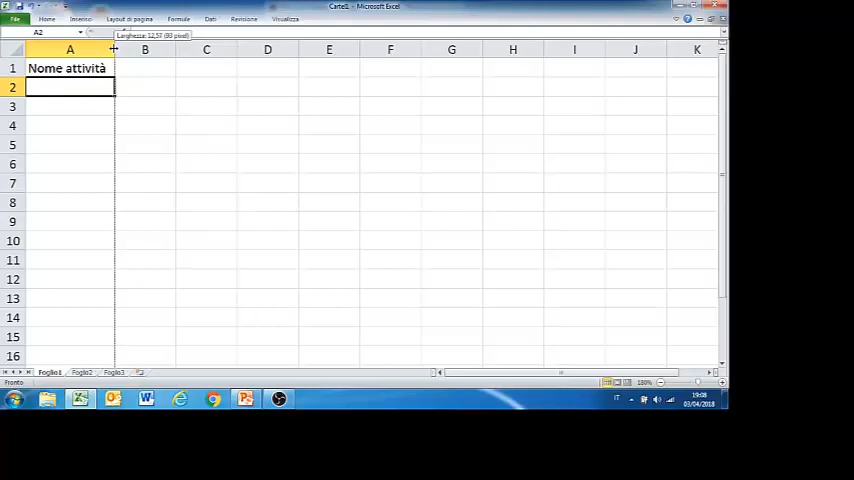 Cartel1 - Microsoft Excel
File Home Inserisci Layout di pagina Formule Dati Revisione Visualizza
A2
Larghezza: 12,57 (93 pixel)
A B C D E F G H I J K
1 Nome attività
2
3
4
5
6
7
8
9
10
11
12
13
14
15
16
Foglio1 Foglio2 Foglio3
Pronto 180%
IT 19:08
03/04/2018